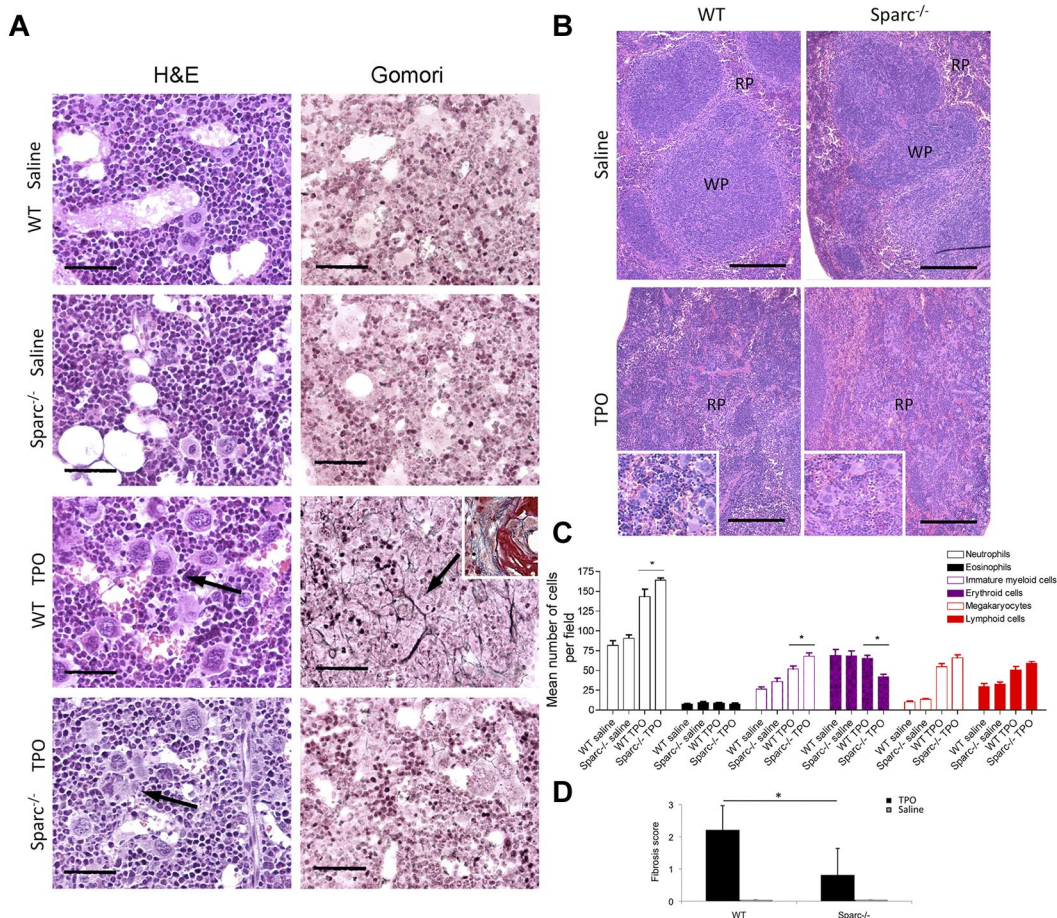 A
H&E
Gomori
WT Saline
Sparc-/- Saline
WT TPO
Sparc-/- TPO
B
WT
Sparc-/-
Saline
RP
WP
RP
WP
TPO
RP
RP
C
Mean number of cells
per field
175
150
125
100
75
50
25
0
*
*
*
Neutrophils
Eosinophils
Immature myeloid cells
Erythroid cells
Megakaryocytes
Lymphoid cells
WT saline
Sparc-/- saline
WT TPO
Sparc-/- TPO
WT saline
Sparc-/- saline
WT TPO
Sparc-/- TPO
WT saline
Sparc-/- saline
WT TPO
Sparc-/- TPO
WT saline
Sparc-/- saline
WT TPO
Sparc-/- TPO
WT saline
Sparc-/- saline
WT TPO
Sparc-/- TPO
WT saline
Sparc-/- saline
WT TPO
Sparc-/- TPO
D
Fibrosis score
3
2
1
0
*
TPO
Saline
WT
Sparc-/-